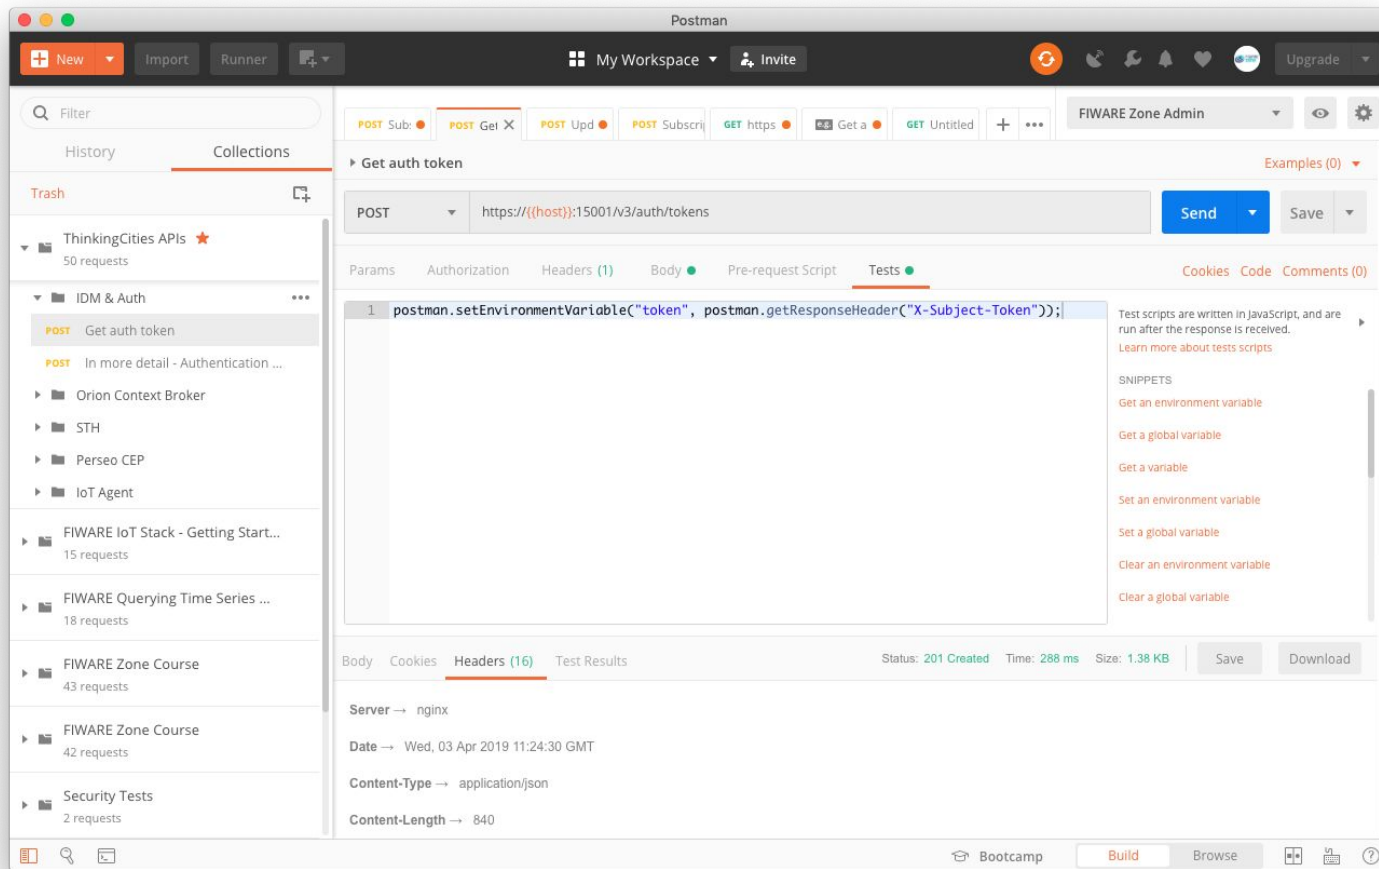 Postman
New
Import
Runner
My Workspace
Invite
Upgrade
Filter
History
Collections
Trash
ThinkingCities APIs
50 requests
IDM & Auth
POST Get auth token
POST In more detail - Authentication ...
Orion Context Broker
STH
Perseo CEP
IoT Agent
FIWARE IoT Stack - Getting Start...
15 requests
FIWARE Querying Time Series ...
18 requests
FIWARE Zone Course
43 requests
FIWARE Zone Course
42 requests
Security Tests
2 requests
POST Sub: POST Get POST Upd POST Subscri GET https e.g. Get a GET Untitled
FIWARE Zone Admin
Get auth token
Examples (0)
POST
https://{{host}}:15001/v3/auth/tokens
Send
Save
Params Authorization Headers (1) Body Pre-request Script Tests
Cookies Code Comments (0)
1 postman.setEnvironmentVariable("token", postman.getResponseHeader("X-Subject-Token"));
Test scripts are written in JavaScript, and are
run after the response is received.
Learn more about tests scripts
SNIPPETS
Get an environment variable
Get a global variable
Get a variable
Set an environment variable
Set a global variable
Clear an environment variable
Clear a global variable
Body Cookies Headers (16) Test Results
Status: 201 Created Time: 288 ms Size: 1.38 KB
Save
Download
Server → nginx
Date → Wed, 03 Apr 2019 11:24:30 GMT
Content-Type → application/json
Content-Length → 840
Bootcamp
Build
Browse